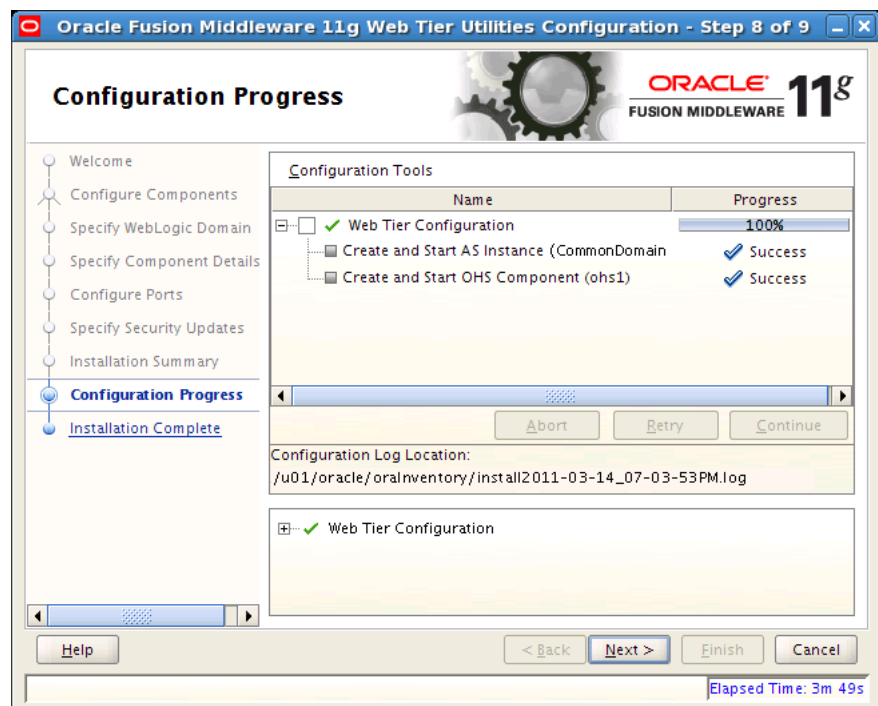 Oracle Fusion Middleware 11g Web Tier Utilities Configuration - Step 8 of 9
Configuration Progress
ORACLE
FUSION MIDDLEWARE
11g
Welcome
Configure Components
Specify WebLogic Domain
Specify Component Details
Configure Ports
Specify Security Updates
Installation Summary
Configuration Progress
Installation Complete
Configuration Tools
Name Progress
Web Tier Configuration 100%
Create and Start AS Instance (CommonDomain Success
Create and Start OHS Component (ohs1) Success
Abort Retry Continue
Configuration Log Location:
/u01/oracle/oraInventory/install2011-03-14_07-03-53PM.log
Web Tier Configuration
Help < Back Next > Finish Cancel
Elapsed Time: 3m 49s